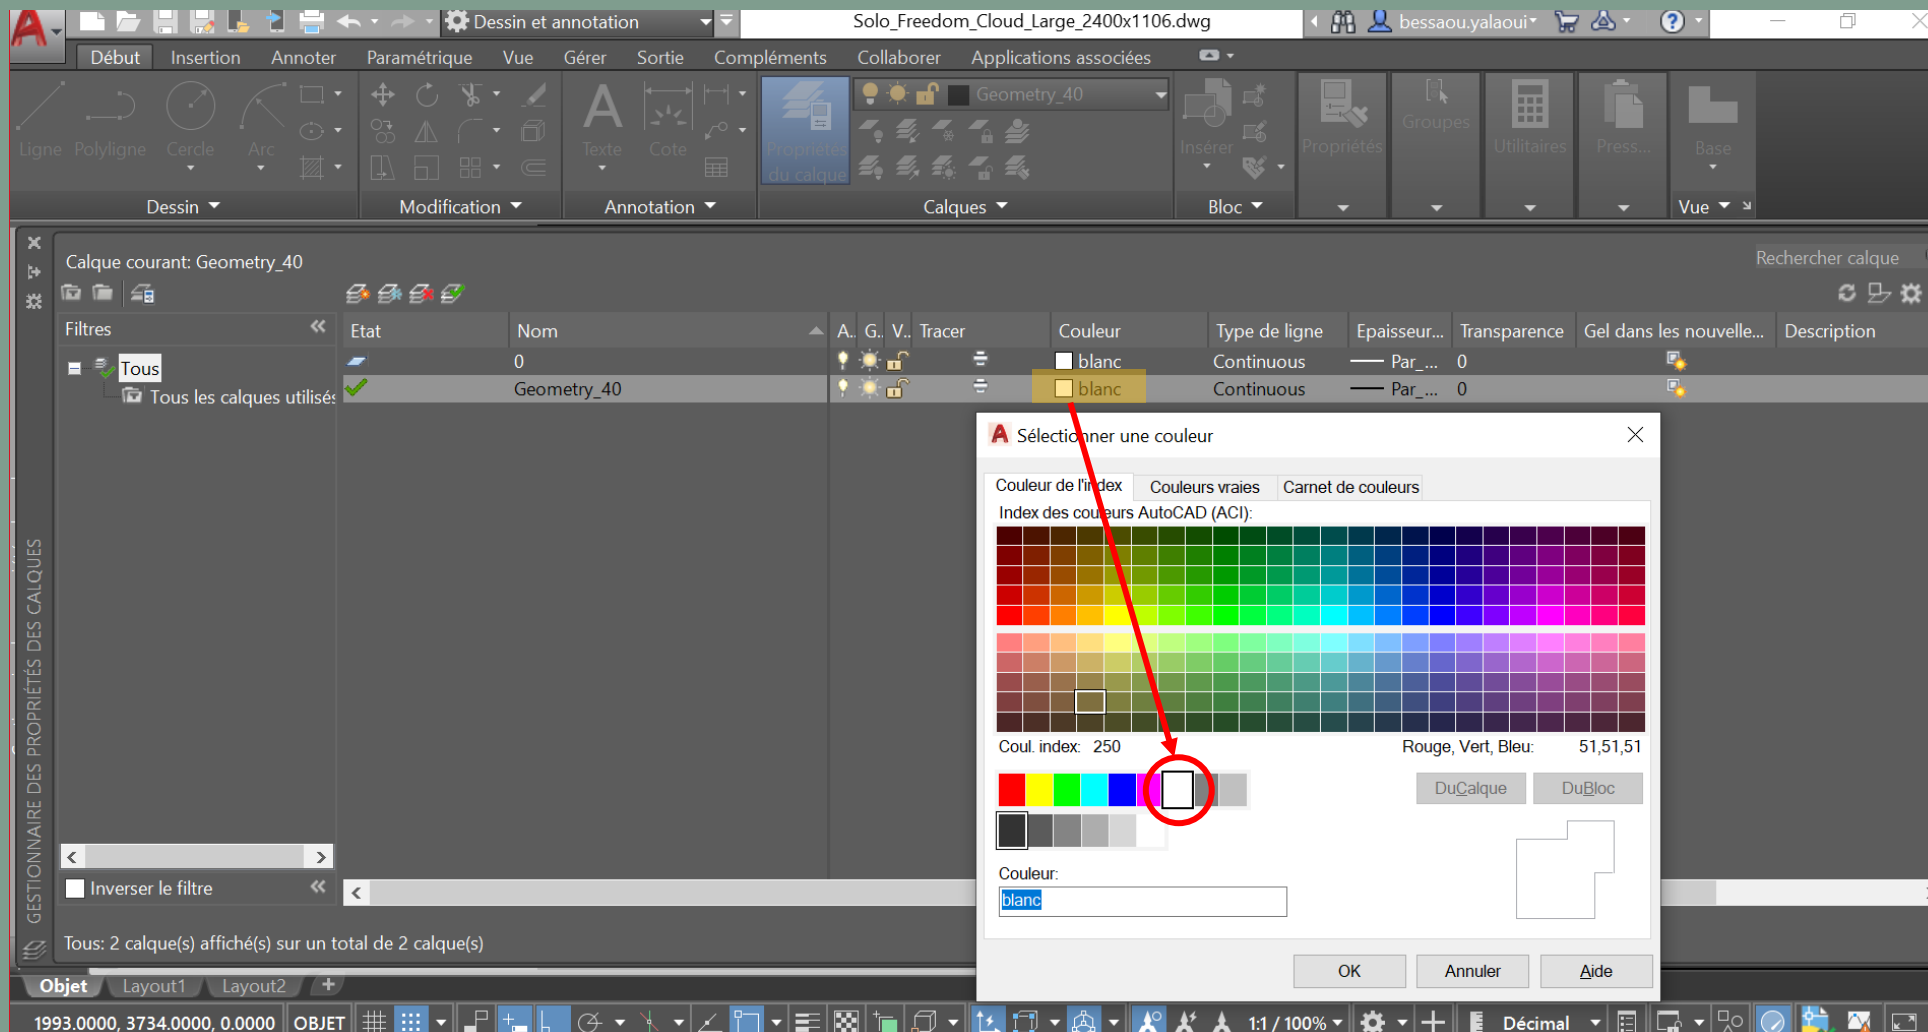 Dessin et annotation
Solo_Freedom_Cloud_Large_2400x1106.dwg
bessaou.yalaoui
Début Insertion Annoter Paramétrique Vue Gérer Sortie Compléments Collaborer Applications associées
Geometry_40
Ligne Polyligne Cercle Arc
Texte Cote
Propriétés
du calque
Insérer
Propriétés
Groupes
Utilitaires
Press...
Base
Dessin Modification Annotation Calques Bloc Vue
Calque courant: Geometry_40
Rechercher calque
Filtres
Etat Nom A.. G.. V.. Tracer Couleur Type de ligne Epaisseur... Transparence Gel dans les nouvelle... Description
Tous
0 blanc Continuous Par_... 0
Tous les calques utilisés
Geometry_40 blanc Continuous Par_... 0
Sélectionner une couleur
Couleur de l'index Couleurs vraies Carnet de couleurs
Index des couleurs AutoCAD (ACI):
Coul. index: 250
Rouge, Vert, Bleu: 51,51,51
DuCalque DuBloc
Couleur:
blanc
OK Annuler Aide
Inverser le filtre
GESTIONNAIRE DES PROPRIÉTÉS DES CALQUES
Tous: 2 calque(s) affiché(s) sur un total de 2 calque(s)
Objet Layout1 Layout2 +
1993.0000, 3734.0000, 0.0000 OBJET 1:1 / 100% Décimal